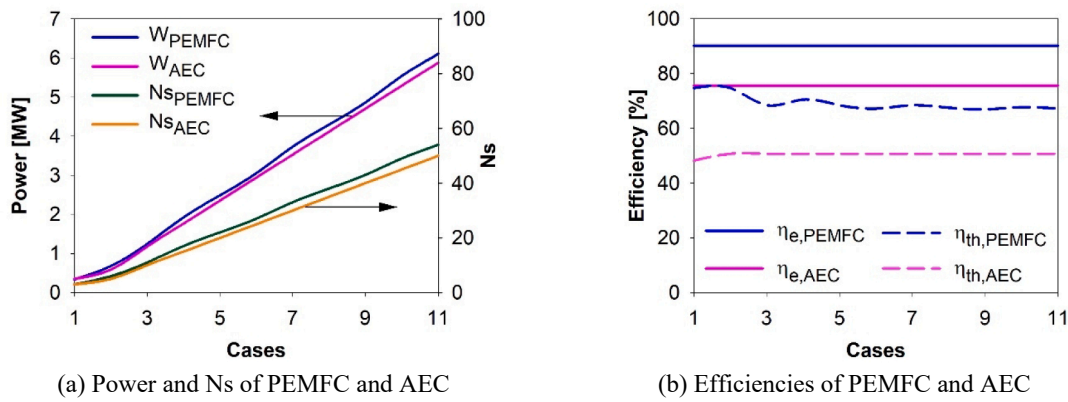 7
6
5
4
3
2
1
0
Power [MW]
W_PEMFC
W_AEC
Ns_PEMFC
Ns_AEC
100
80
60
40
20
0
Ns
1 3 5 7 9 11
Cases
(a) Power and Ns of PEMFC and AEC
100
80
60
40
20
0
Efficiency [%]
η_e,PEMFC η_th,PEMFC
η_e,AEC η_th,AEC
1 3 5 7 9 11
Cases
(b) Efficiencies of PEMFC and AEC